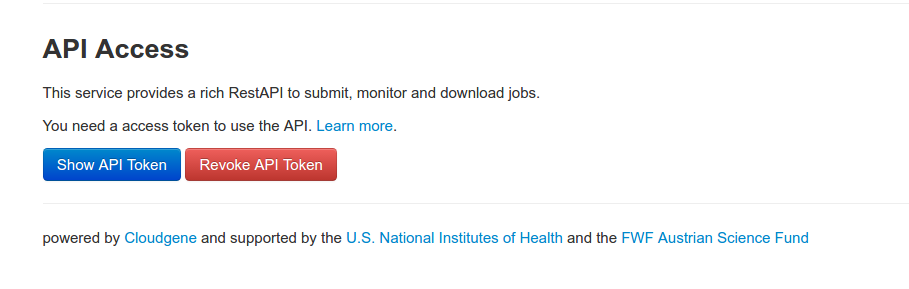 API Access
This service provides a rich RestAPI to submit, monitor and download jobs.
You need a access token to use the API. Learn more.
Show API Token Revoke API Token
powered by Cloudgene and supported by the U.S. National Institutes of Health and the FWF Austrian Science Fund